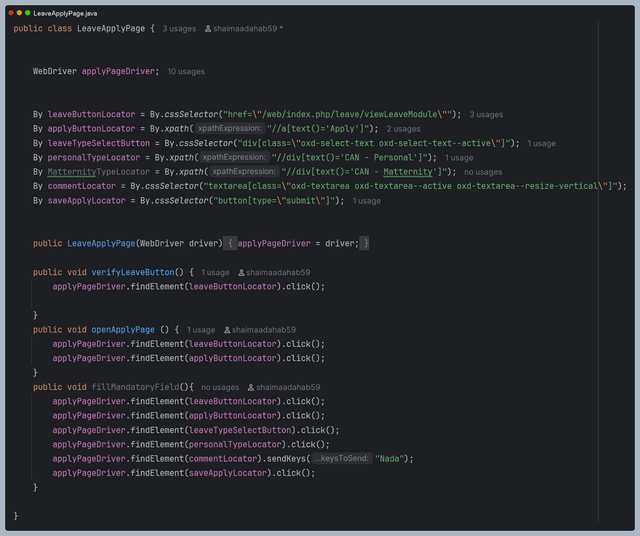 LeaveApplyPage.java
public class LeaveApplyPage { 3 usages shaimaadahab59 *
WebDriver applyPageDriver; 10 usages
By leaveButtonLocator = By.cssSelector("href=\"/web/index.php/leave/viewLeaveModule\""); 3 usages
By applyButtonLocator = By.xpath( xpathExpression: "//a[text()='Apply']"); 2 usages
By leaveTypeSelectButton = By.cssSelector("div[class=\"oxd-select-text oxd-select-text--active\"]"); 1 usage
By personalTypeLocator = By.xpath( xpathExpression: "//div[text()='CAN - Personal']"); 1 usage
By MatternityTypeLocator = By.xpath( xpathExpression: "//div[text()='CAN - Matternity']"); no usages
By commentLocator = By.cssSelector("textarea[class=\"oxd-textarea oxd-textarea--active oxd-textarea--resize-vertical\"]");
By saveApplyLocator = By.cssSelector("button[type=\"submit\"]"); 1 usage
public LeaveApplyPage(WebDriver driver) { applyPageDriver = driver; }
public void verifyLeaveButton() { 1 usage shaimaadahab59
applyPageDriver.findElement(leaveButtonLocator).click();
}
public void openApplyPage () { 1 usage shaimaadahab59
applyPageDriver.findElement(leaveButtonLocator).click();
applyPageDriver.findElement(applyButtonLocator).click();
}
public void fillMandatoryField(){ no usages shaimaadahab59
applyPageDriver.findElement(leaveButtonLocator).click();
applyPageDriver.findElement(applyButtonLocator).click();
applyPageDriver.findElement(leaveTypeSelectButton).click();
applyPageDriver.findElement(personalTypeLocator).click();
applyPageDriver.findElement(commentLocator).sendKeys( ...keysToSend: "Nada");
applyPageDriver.findElement(saveApplyLocator).click();
}
}